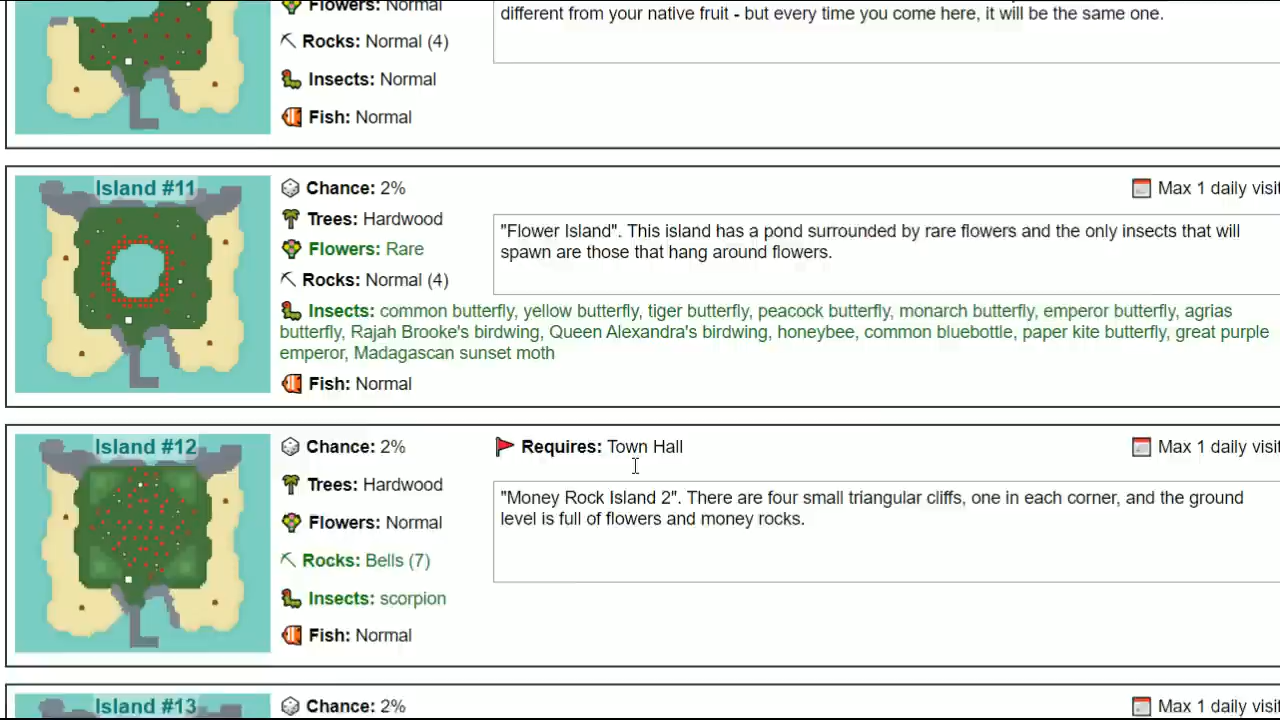 Flowers: Normal
different from your native fruit - but every time you come here, it will be the same one.
Rocks: Normal (4)
Insects: Normal
Fish: Normal
Island #11
Chance: 2%
Max 1 daily visit
Trees: Hardwood
Flowers: Rare
Rocks: Normal (4)
"Flower Island". This island has a pond surrounded by rare flowers and the only insects that will
spawn are those that hang around flowers.
Insects: common butterfly, yellow butterfly, tiger butterfly, peacock butterfly, monarch butterfly, emperor butterfly, agrias
butterfly, Rajah Brooke's birdwing, Queen Alexandra's birdwing, honeybee, common bluebottle, paper kite butterfly, great purple
emperor, Madagascan sunset moth
Fish: Normal
Island #12
Chance: 2%
Requires: Town Hall
Max 1 daily visit
Trees: Hardwood
Flowers: Normal
Rocks: Bells (7)
Insects: scorpion
Fish: Normal
"Money Rock Island 2". There are four small triangular cliffs, one in each corner, and the ground
level is full of flowers and money rocks.
Island #13
Chance: 2%
Max 1 daily visit